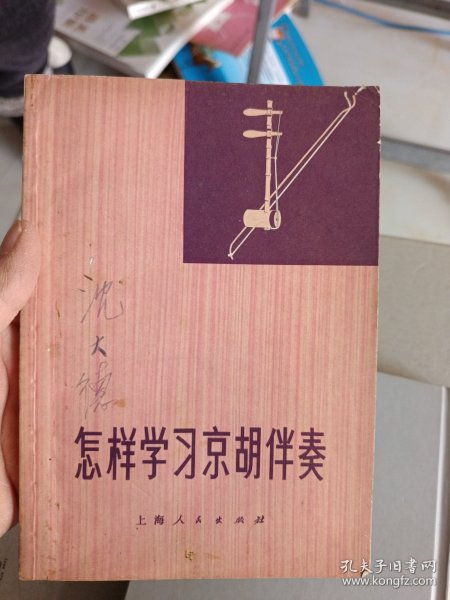 沈
大
德
怎样学习京胡伴奏
上海人民出版社
孔夫子旧书网
www.kongfz.com